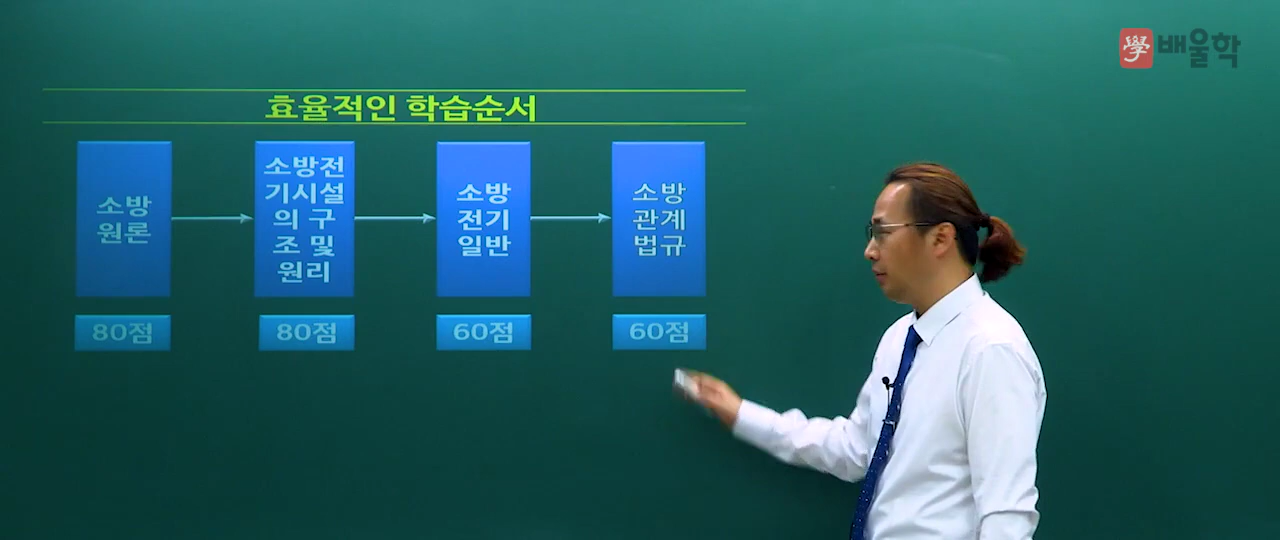 學 배울학
효율적인 학습순서
소방
원론
소방전
기시설
의 구
조 및
원리
소방
전기
일반
소방
관계
법규
80점
80점
60점
60점